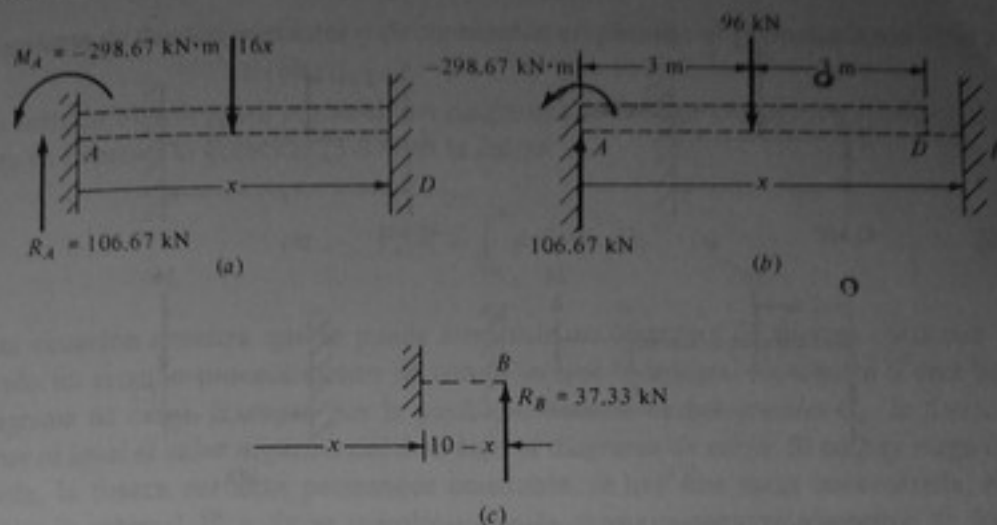 96 kN
M_A = −298,67 kN·m
16x
−298,67 kN·m
3 m
3 m
A
D
A
D
x
x
R_A = 106,67 kN
106,67 kN
(a)
(b)
B
R_B = 37,33 kN
x
10 − x
(c)